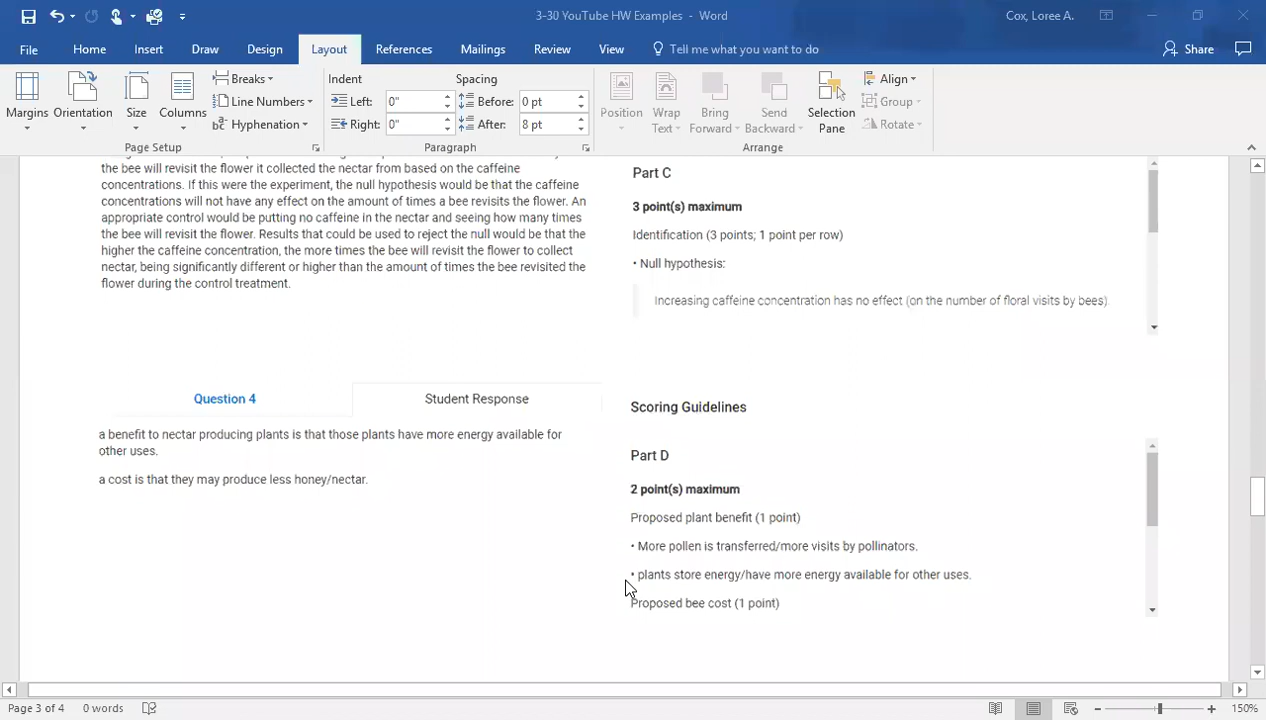 3-30 YouTube HW Examples - Word
Cox, Loree A.
File Home Insert Draw Design Layout References Mailings Review View Tell me what you want to do Share
Margins Orientation Size Columns
Breaks
Line Numbers
Hyphenation
Page Setup
Indent
Left: 0"
Right: 0"
Spacing
Before: 0 pt
After: 8 pt
Paragraph
Position
Wrap Text
Bring Forward
Send Backward
Selection Pane
Align
Group
Rotate
Arrange
the bee will revisit the flower it collected the nectar from based on the caffeine
concentrations. If this were the experiment, the null hypothesis would be that the caffeine
concentrations will not have any effect on the amount of times a bee revisits the flower. An
appropriate control would be putting no caffeine in the nectar and seeing how many times
the bee will revisit the flower. Results that could be used to reject the null would be that the
higher the caffeine concentration, the more times the bee will revisit the flower to collect
nectar, being significantly different or higher than the amount of times the bee revisited the
flower during the control treatment.
Part C
3 point(s) maximum
Identification (3 points; 1 point per row)
• Null hypothesis:
Increasing caffeine concentration has no effect (on the number of floral visits by bees).
Question 4 Student Response
a benefit to nectar producing plants is that those plants have more energy available for
other uses.
a cost is that they may produce less honey/nectar.
Scoring Guidelines
Part D
2 point(s) maximum
Proposed plant benefit (1 point)
• More pollen is transferred/more visits by pollinators.
• plants store energy/have more energy available for other uses.
Proposed bee cost (1 point)
Page 3 of 4 0 words
150%